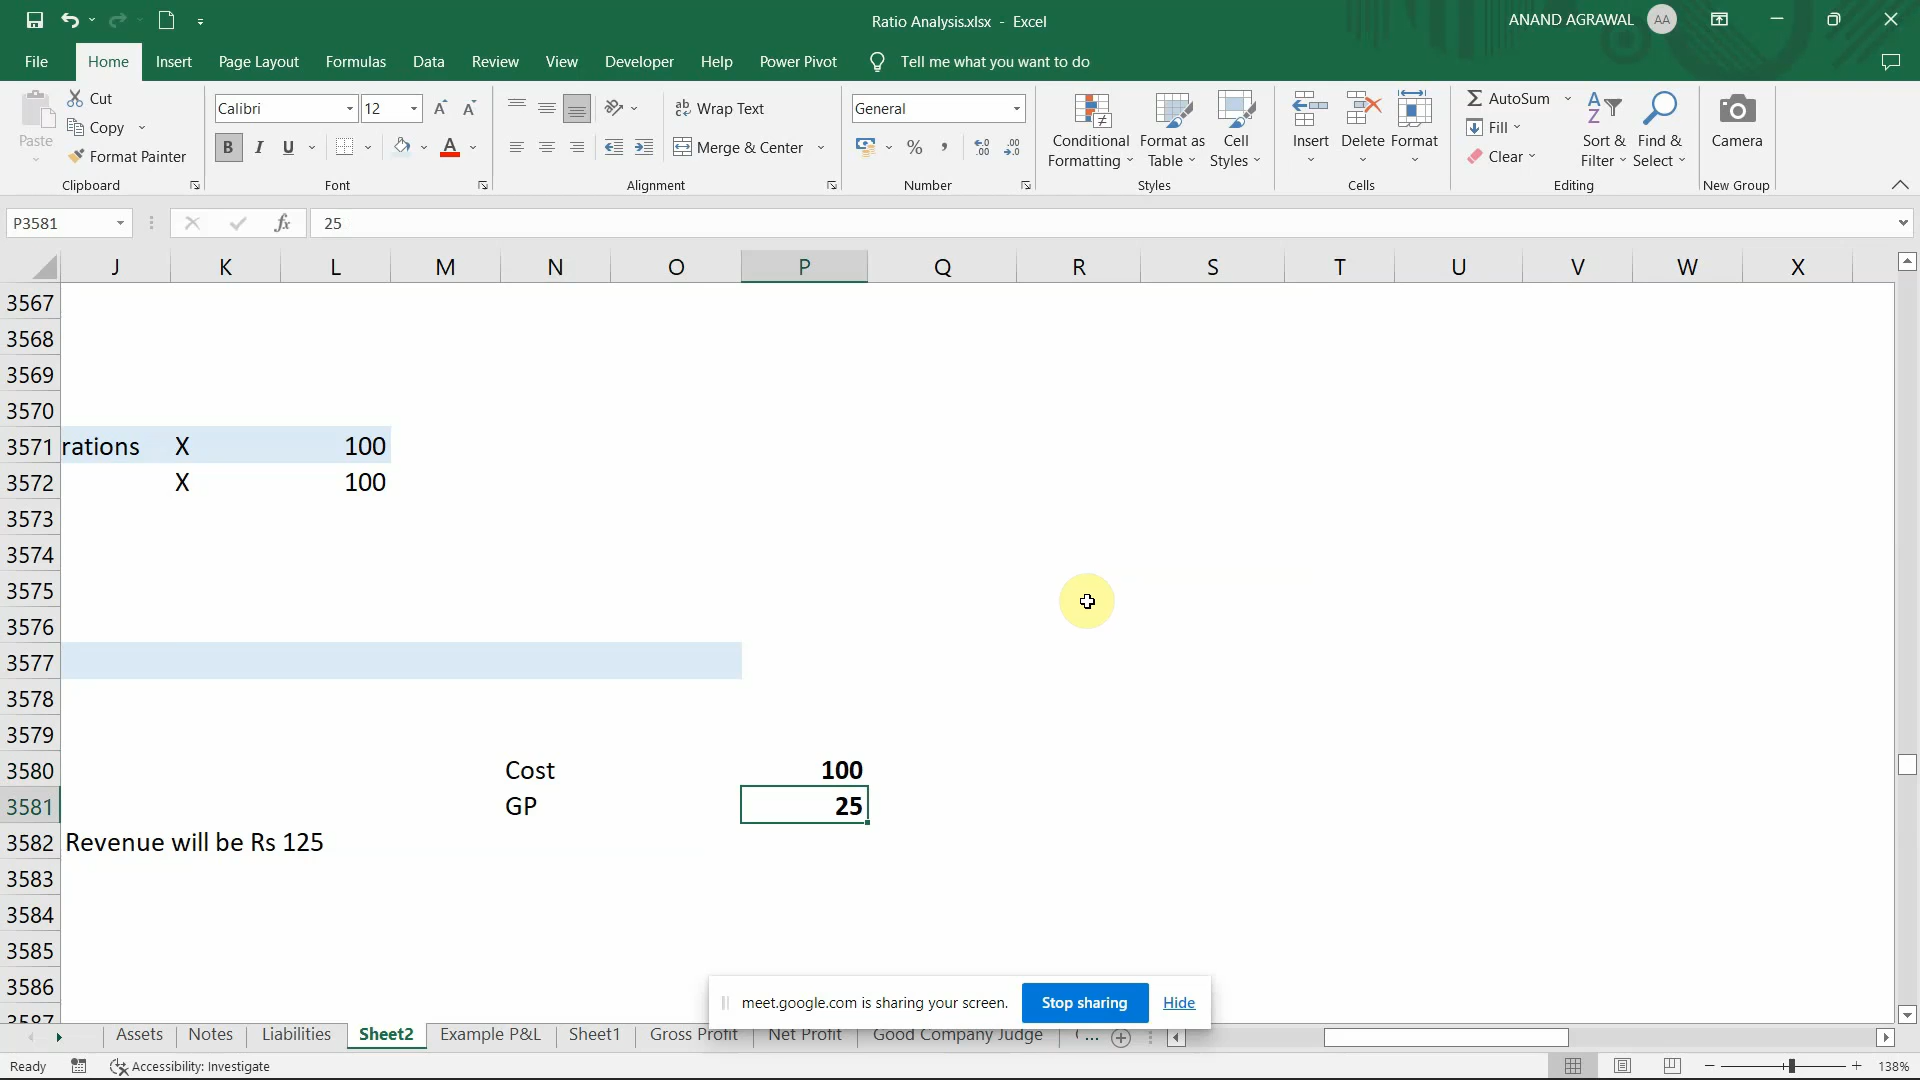 Ratio Analysis.xlsx - Excel
ANAND AGRAWAL AA
File Home Insert Page Layout Formulas Data Review View Developer Help Power Pivot Tell me what you want to do
Cut
Copy
Format Painter
Paste
Clipboard
Calibri 12
B I U A
Font
Wrap Text
Merge & Center
Alignment
General
% ,
Number
Conditional Formatting
Format as Table
Cell Styles
Styles
Insert Delete Format
Cells
AutoSum
Fill
Clear
Sort & Filter
Find & Select
Editing
Camera
New Group
P3581 fx 25
J K L M N O P Q R S T U V W X
3567
3568
3569
3570
3571 rations X 100
3572 X 100
3573
3574
3575
3576
3577
3578
3579
3580 Cost 100
3581 GP 25
3582 Revenue will be Rs 125
3583
3584
3585
3586
3587
meet.google.com is sharing your screen. Stop sharing Hide
Assets Notes Liabilities Sheet2 Example P&L Sheet1 Gross Profit Net Profit Good Company Judge ...
Ready Accessibility: Investigate 138%